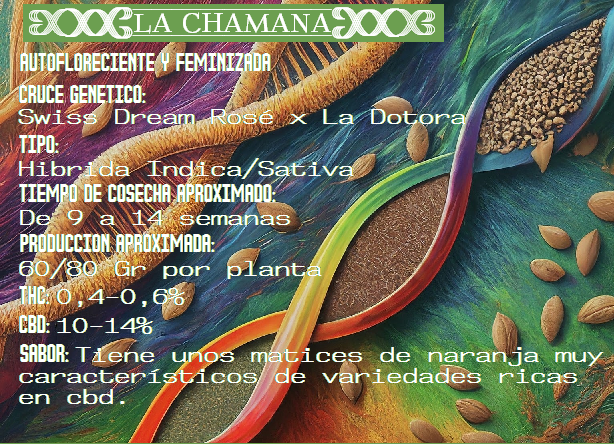 LA CHAMANA
AUTOFLORECIENTE Y FEMINIZADA
CRUCE GENETICO:
Swiss Dream Rosé x La Dotora
TIPO:
Hibrida Indica/Sativa
TIEMPO DE COSECHA APROXIMADO:
De 9 a 14 semanas
PRODUCCION APROXIMADA:
60/80 Gr por planta
THC: 0,4-0,6%
CBD: 10-14%
SABOR: Tiene unos matices de naranja muy
característicos de variedades ricas
en cbd.